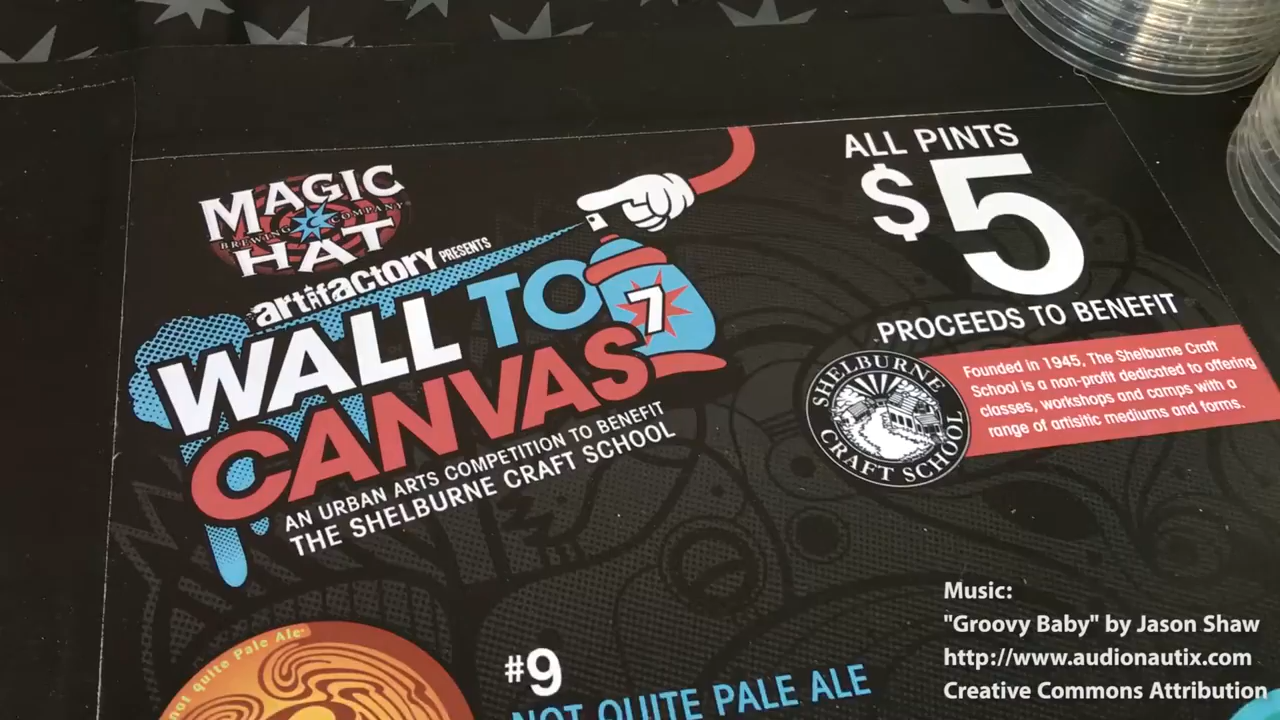 MAGIC
BREWING COMPANY
HAT
artifactory PRESENTS
WALL TO
CANVAS 7
AN URBAN ARTS COMPETITION TO BENEFIT
THE SHELBURNE CRAFT SCHOOL
ALL PINTS
$5
PROCEEDS TO BENEFIT
SHELBURNE
CRAFT SCHOOL
Founded in 1945, The Shelburne Craft
School is a non-profit dedicated to offering
classes, workshops and camps with a
range of artisitic mediums and forms.
not quite Pale Ale
#9
NOT QUITE PALE ALE
Music:
"Groovy Baby" by Jason Shaw
http://www.audionautix.com
Creative Commons Attribution